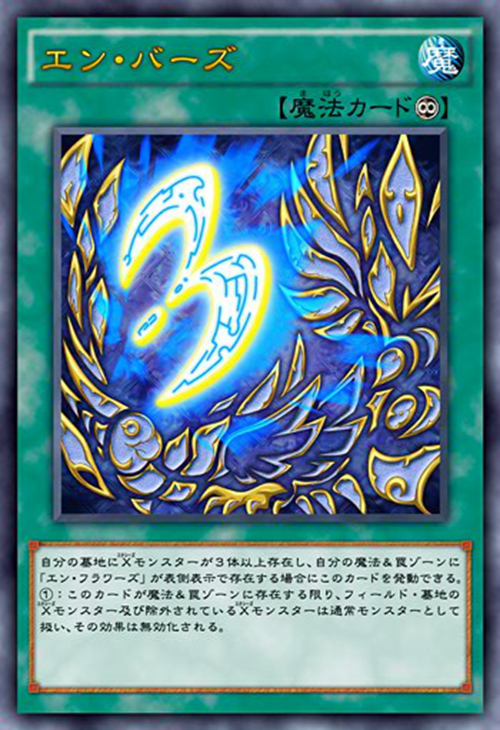 エン・バーズ
魔
【魔法カード】
自分の墓地にXモンスターが3体以上存在し、自分の魔法&罠ゾーンに
「エン・フラワーズ」が表側表示で存在する場合にこのカードを発動できる。
①:このカードが魔法&罠ゾーンに存在する限り、フィールド・墓地の
Xモンスター及び除外されているXモンスターは通常モンスターとして
扱い、その効果は無効化される。